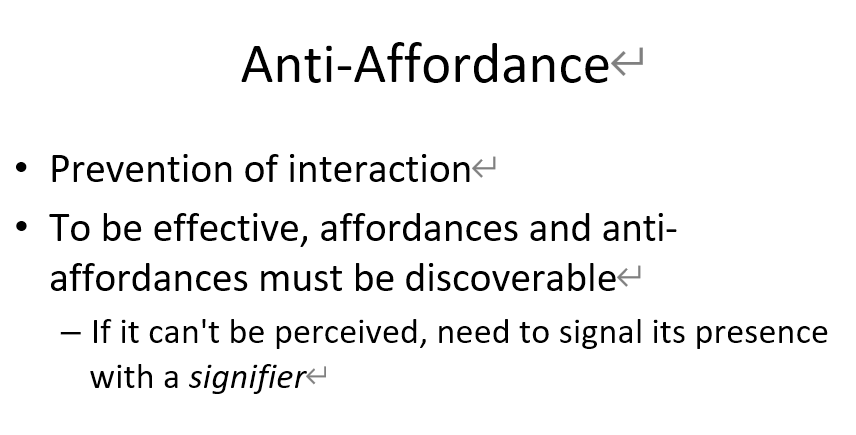 Anti-Affordance↵
• Prevention of interaction↵
• To be effective, affordances and anti-
affordances must be discoverable↵
– If it can't be perceived, need to signal its presence
with a signifier↵